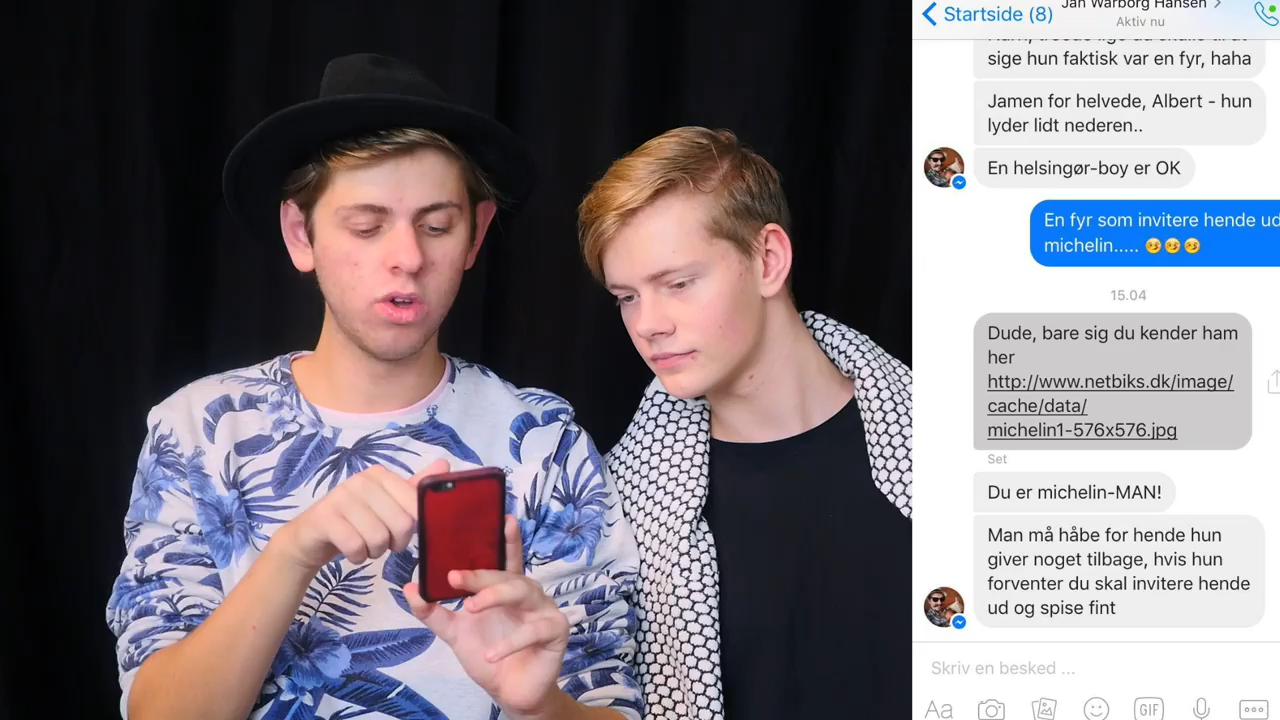 Startside (8)
Jan Warborg Hansen
Aktiv nu
sige hun faktisk var en fyr, haha
Jamen for helvede, Albert - hun
lyder lidt nederen..
En helsingør-boy er OK
En fyr som invitere hende ud
michelin..... 😏😏😏
15.04
Dude, bare sig du kender ham
her
http://www.netbiks.dk/image/
cache/data/
michelin1-576x576.jpg
Set
Du er michelin-MAN!
Man må håbe for hende hun
giver noget tilbage, hvis hun
forventer du skal invitere hende
ud og spise fint
Skriv en besked ...
Aa
GIF